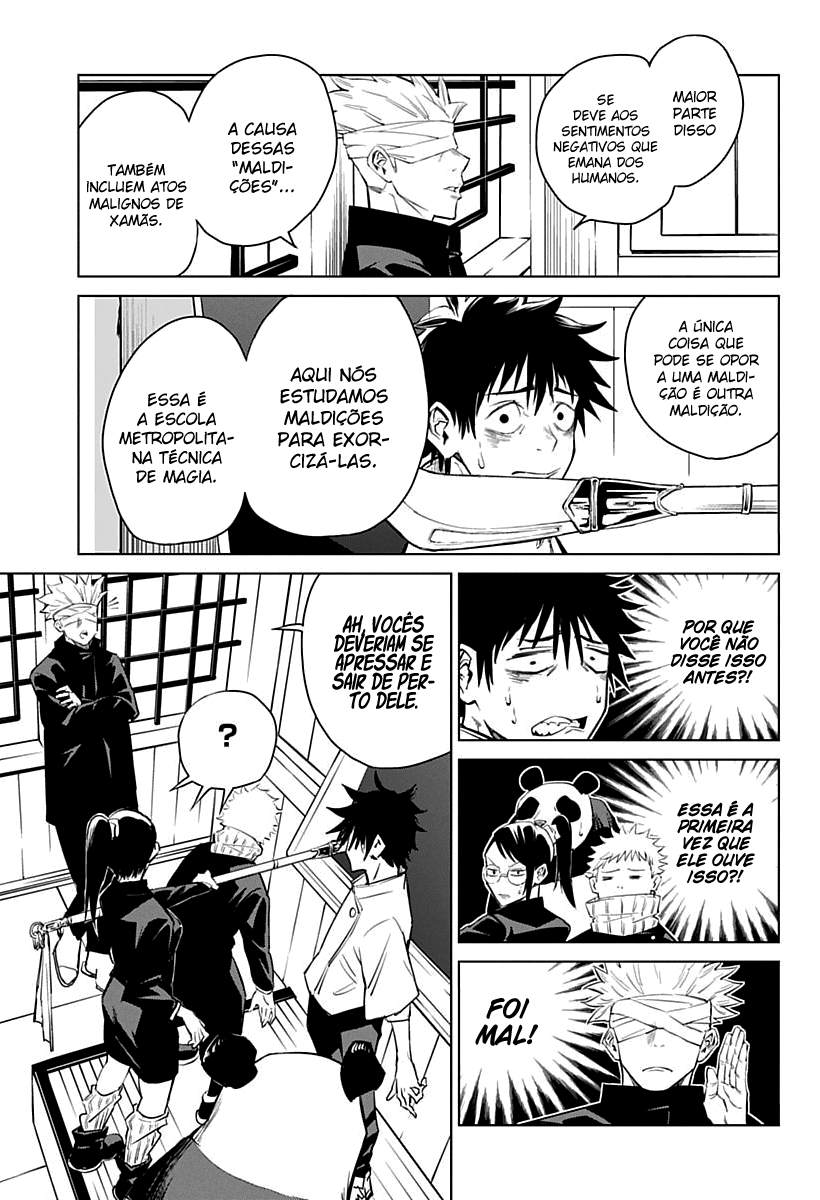 MAIOR
PARTE
DISSO
SE
DEVE AOS
SENTIMENTOS
NEGATIVOS QUE
EMANA DOS
HUMANOS.
A CAUSA
DESSAS
"MALDI-
ÇÕES"...
TAMBÉM
INCLUEM ATOS
MALIGNOS DE
XAMÃS.
A ÚNICA
COISA QUE
PODE SE OPOR
A UMA MALDI-
ÇÃO É OUTRA
MALDIÇÃO.
AQUI NÓS
ESTUDAMOS
MALDIÇÕES
PARA EXOR-
CIZÁ-LAS.
ESSA É
A ESCOLA
METROPOLITA-
NA TÉCNICA
DE MAGIA.
POR QUE
VOCÊ NÃO
DISSE ISSO
ANTES?!
ESSA É A
PRIMEIRA
VEZ QUE
ELE OUVE
ISSO?!
FOI
MAL!
AH, VOCÊS
DEVERIAM SE
APRESSAR E
SAIR DE PER-
TO DELE.
?